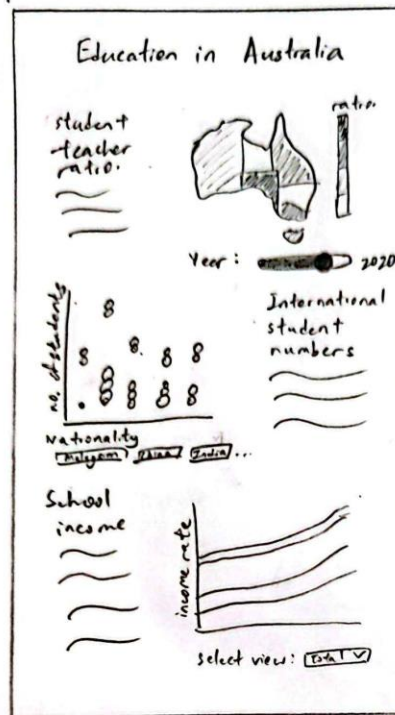 Education in Australia
student
teacher
ratio.
ratio.
Year :
2020
no. of students
Nationality
China
India
...
International
student
numbers
School
income
income rate
select view :
Total